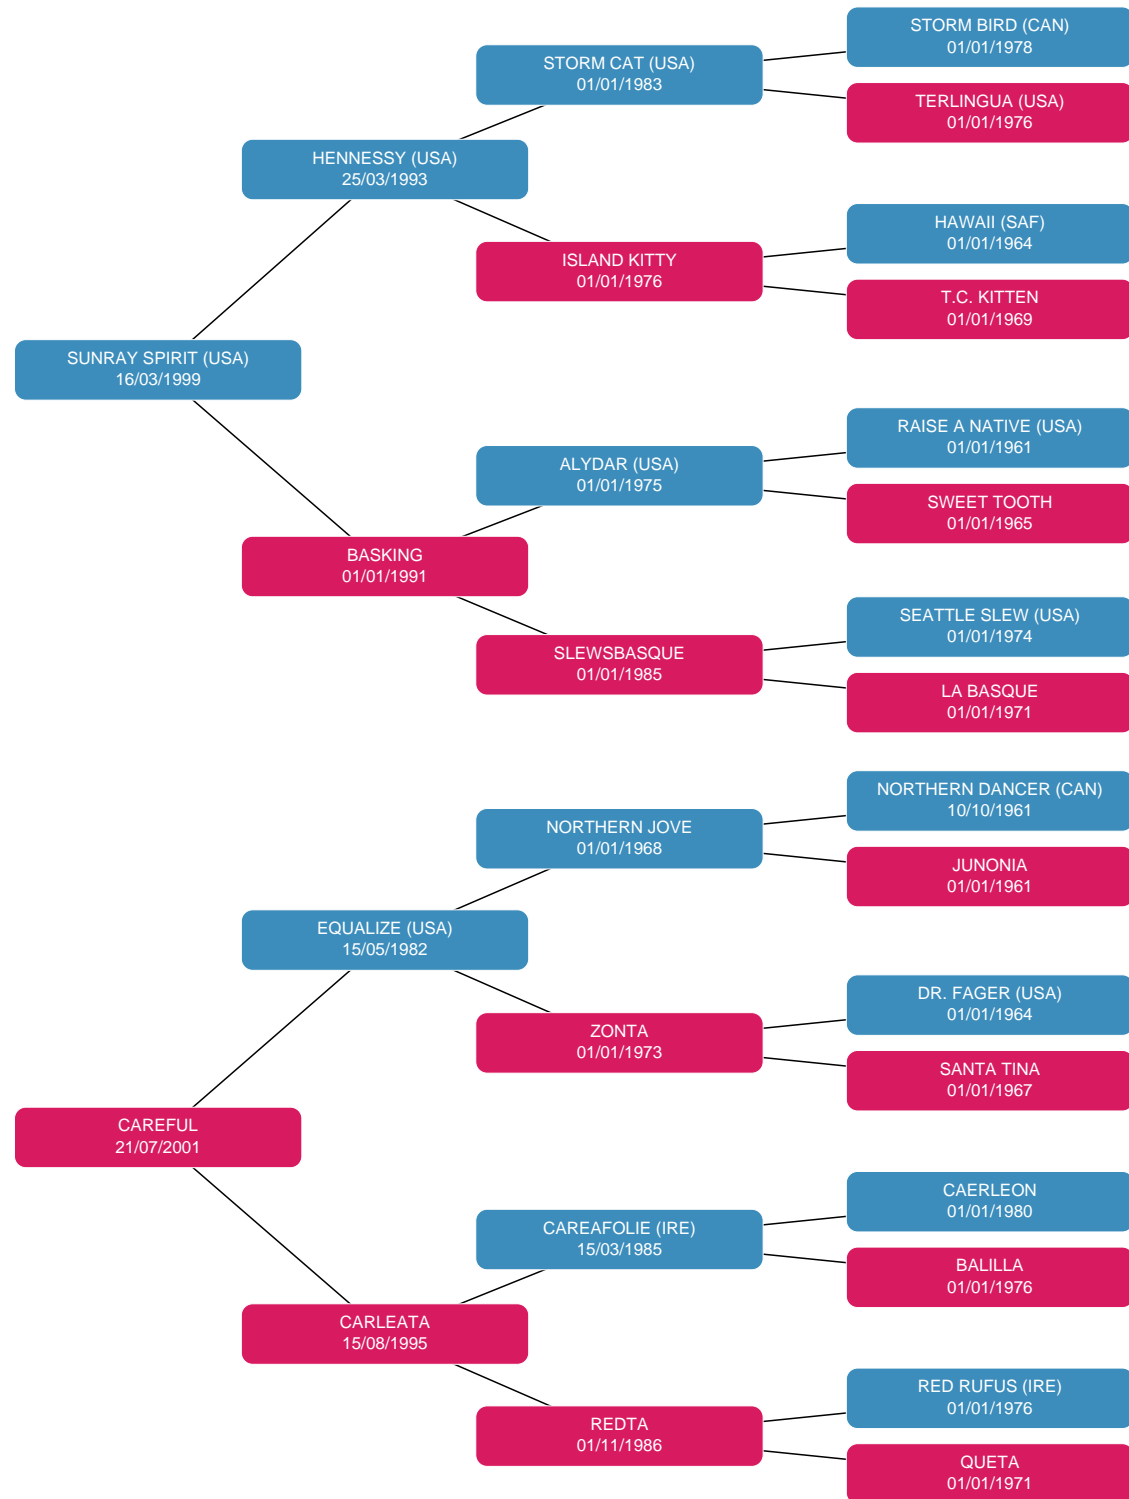 STORM BIRD (CAN)
01/01/1978
STORM CAT (USA)
01/01/1983
TERLINGUA (USA)
01/01/1976
HENNESSY (USA)
25/03/1993
HAWAII (SAF)
01/01/1964
ISLAND KITTY
01/01/1976
T.C. KITTEN
01/01/1969
SUNRAY SPIRIT (USA)
16/03/1999
RAISE A NATIVE (USA)
01/01/1961
ALYDAR (USA)
01/01/1975
SWEET TOOTH
01/01/1965
BASKING
01/01/1991
SEATTLE SLEW (USA)
01/01/1974
SLEWSBASQUE
01/01/1985
LA BASQUE
01/01/1971
NORTHERN DANCER (CAN)
10/10/1961
NORTHERN JOVE
01/01/1968
JUNONIA
01/01/1961
EQUALIZE (USA)
15/05/1982
DR. FAGER (USA)
01/01/1964
ZONTA
01/01/1973
SANTA TINA
01/01/1967
CAREFUL
21/07/2001
CAERLEON
01/01/1980
CAREAFOLIE (IRE)
15/03/1985
BALILLA
01/01/1976
CARLEATA
15/08/1995
RED RUFUS (IRE)
01/01/1976
REDTA
01/11/1986
QUETA
01/01/1971